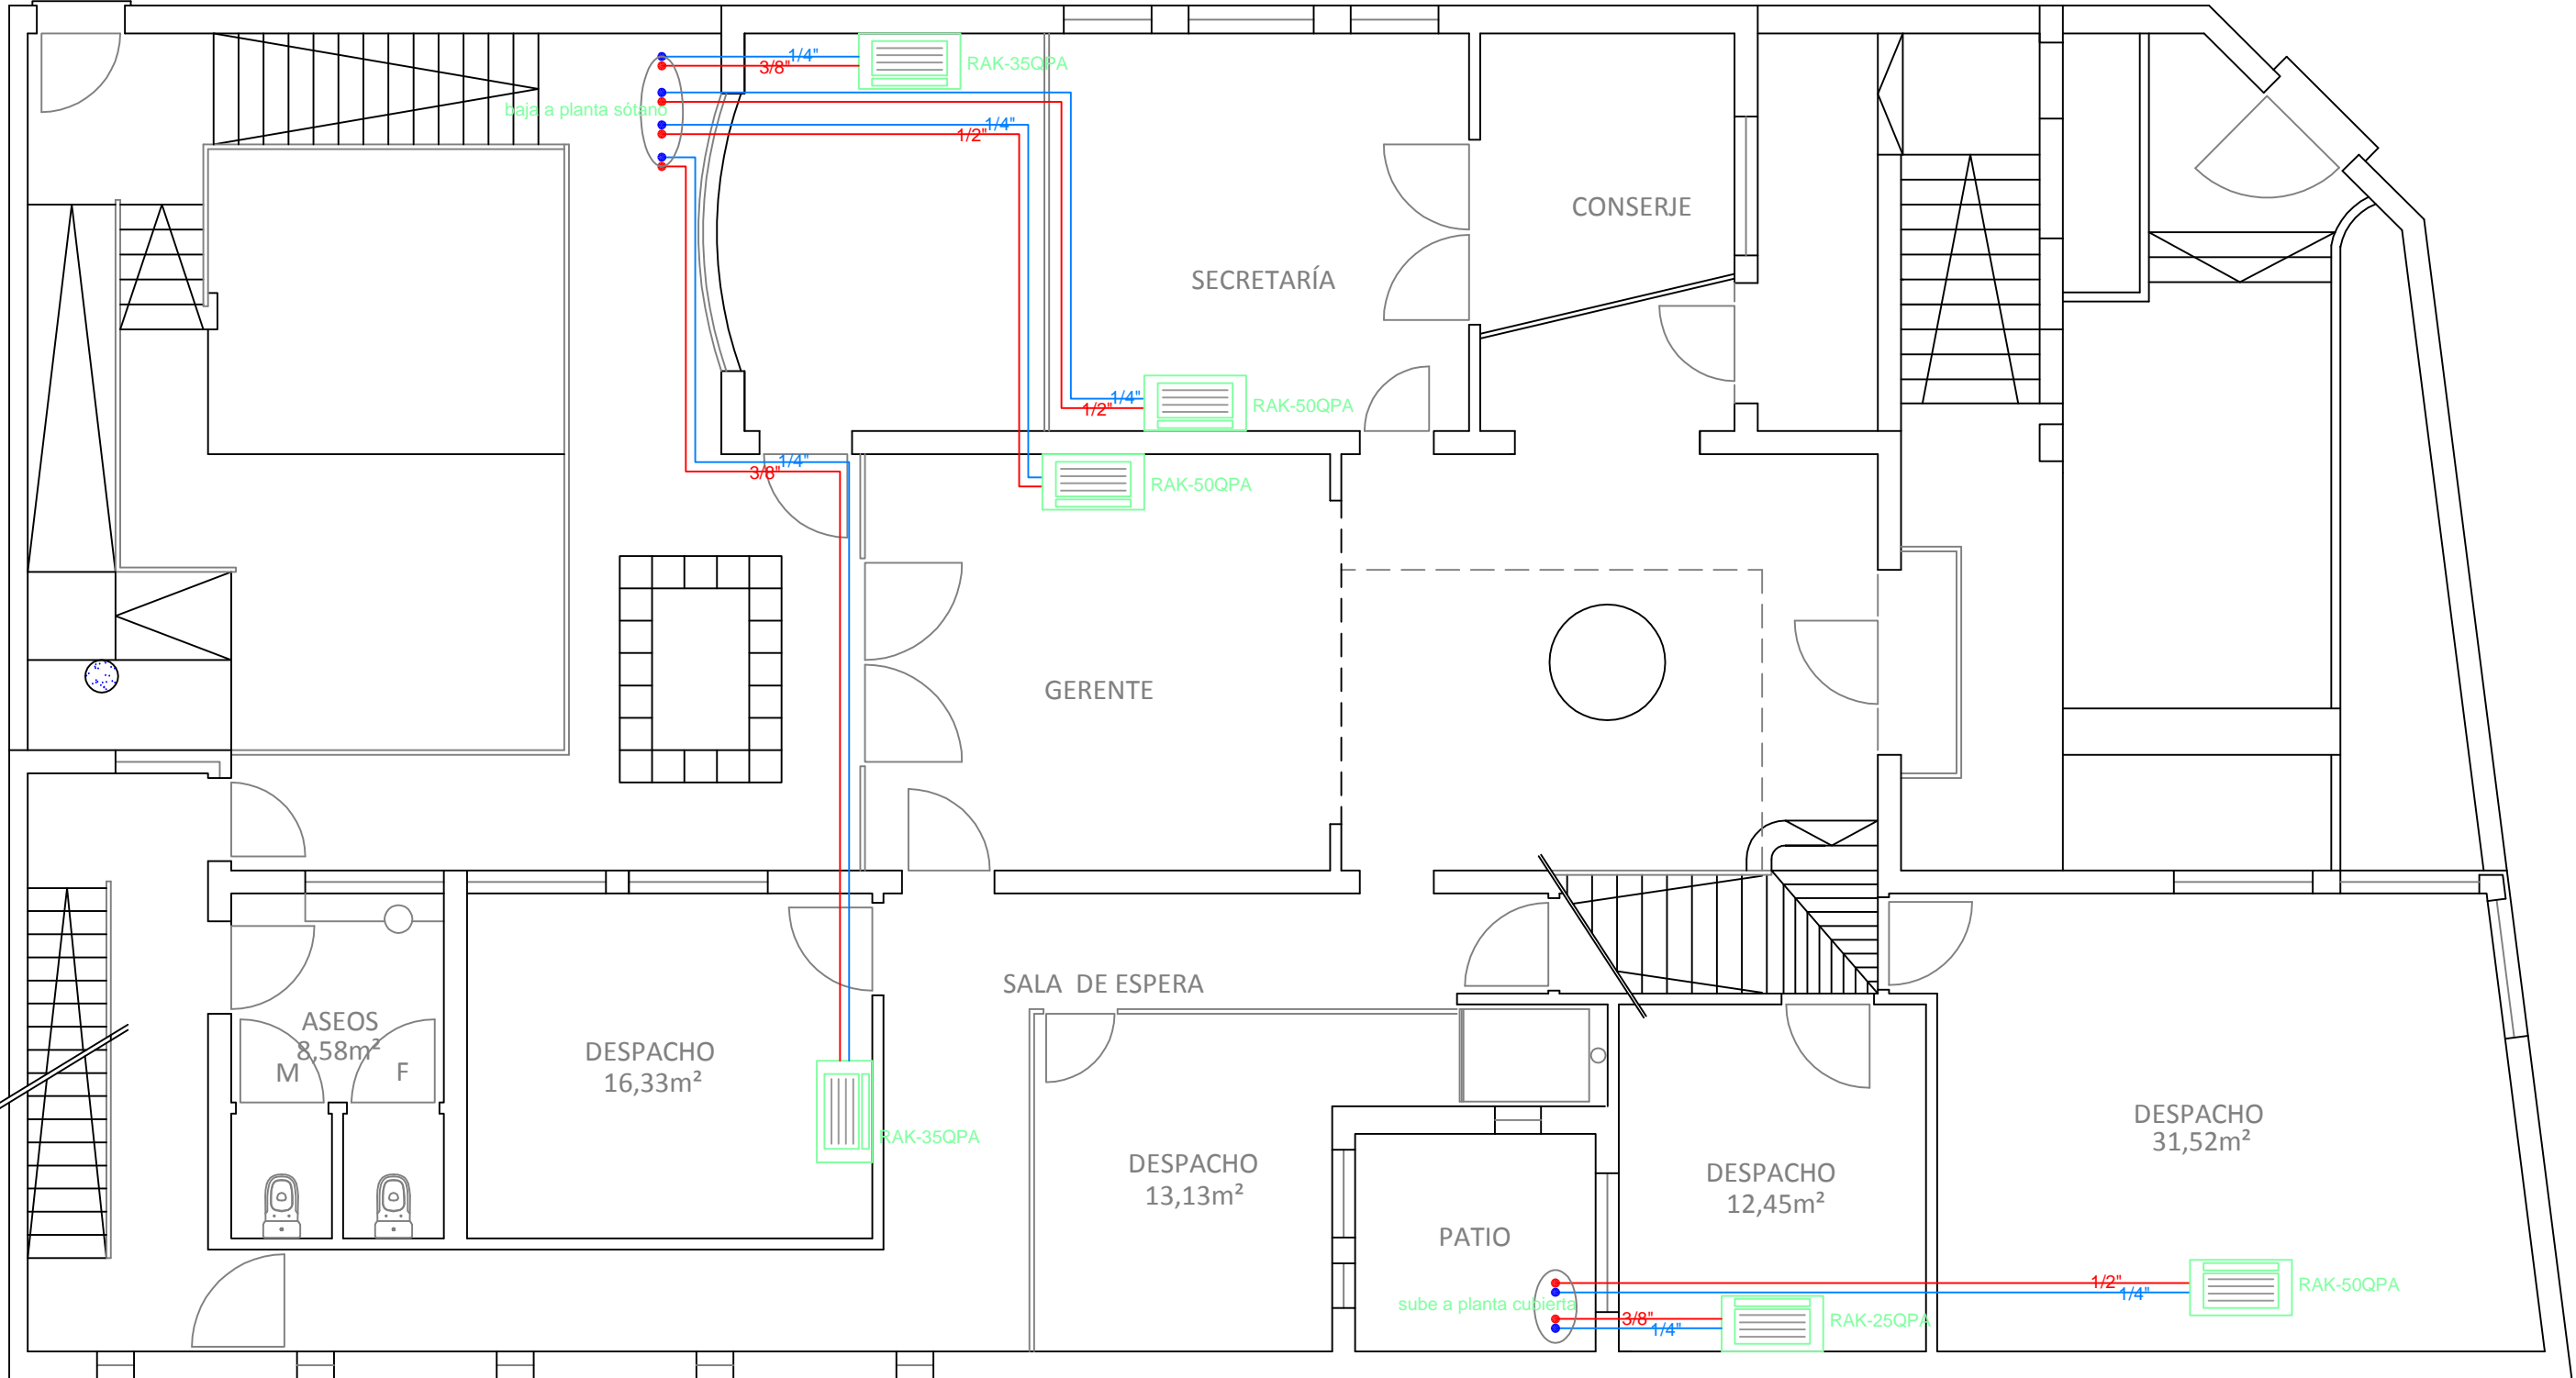 1/4"
3/8"
RAK-35QPA
baja a planta sótano
1/4"
1/2"
CONSERJE
SECRETARÍA
1/4"
1/2"
RAK-50QPA
1/4"
3/8"
RAK-50QPA
GERENTE
SALA DE ESPERA
ASEOS
8,58m²
M
F
DESPACHO
16,33m²
RAK-35QPA
DESPACHO
13,13m²
DESPACHO
12,45m²
DESPACHO
31,52m²
PATIO
sube a planta cubierta
1/2"
1/4"
RAK-50QPA
3/8"
1/4"
RAK-25QPA